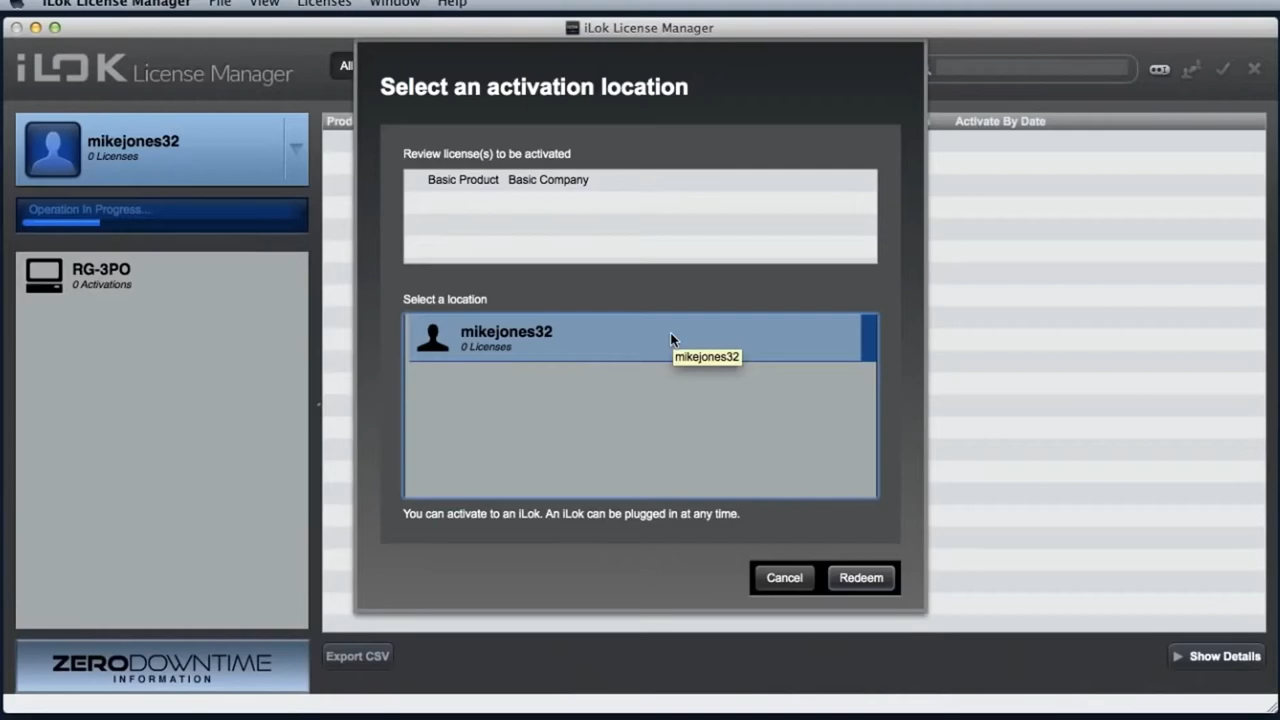 iLok License Manager File View Licenses Window Help
iLok License Manager
iLOK License Manager
All
mikejones32
0 Licenses
Operation In Progress...
RG-3PO
0 Activations
ZERODOWNTIME
INFORMATION
Prod
Activate By Date
Select an activation location
Review license(s) to be activated
Basic Product Basic Company
Select a location
mikejones32
0 Licenses
mikejones32
You can activate to an iLok. An iLok can be plugged in at any time.
Cancel Redeem
Export CSV
Show Details